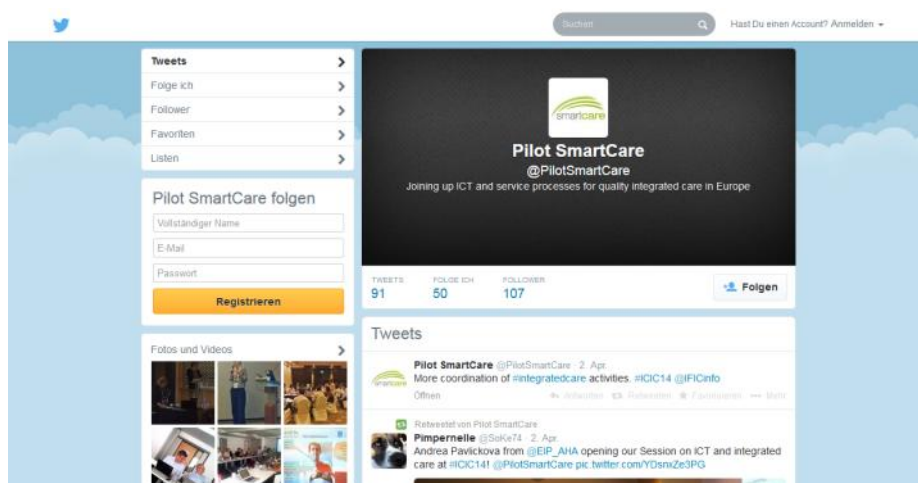 Suchen
Hast Du einen Account? Anmelden
Tweets
Folge ich
Follower
Favoriten
Listen
Pilot SmartCare folgen
Vollständiger Name
E-Mail
Passwort
Registrieren
Fotos und Videos
smartcare
Pilot SmartCare
@PilotSmartCare
Joining up ICT and service processes for quality integrated care in Europe
TWEETS FOLGE ICH FOLLOWER
91 50 107
Folgen
Tweets
smartcare
Pilot SmartCare @PilotSmartCare · 2. Apr.
More coordination of #integratedcare activities. #ICIC14 @IFICinfo
Öffnen Antworten Retweeten Favorisieren Mehr
Retweetet von Pilot SmartCare
Pimpernelle @SoKe74 · 2. Apr.
Andrea Pavlickova from @EIP_AHA opening our Session on ICT and integrated
care at #ICIC14! @PilotSmartCare pic.twitter.com/YDsnxZe3PG